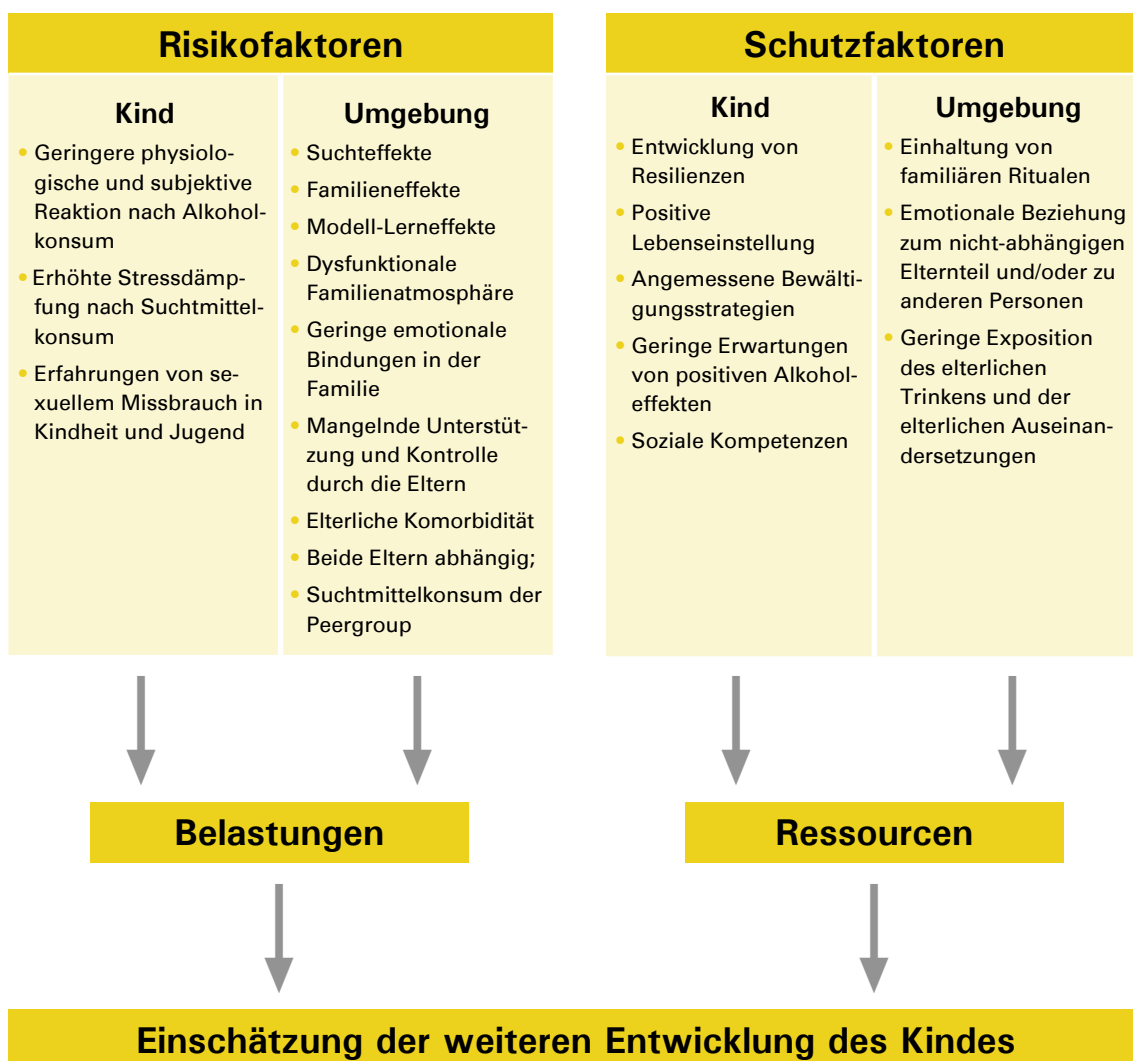 Risikofaktoren
Kind
• Geringere physiolo-
gische und subjektive
Reaktion nach Alkohol-
konsum
• Erhöhte Stressdämp-
fung nach Suchtmittel-
konsum
• Erfahrungen von se-
xuellem Missbrauch in
Kindheit und Jugend
Umgebung
• Suchteffekte
• Familieneffekte
• Modell-Lerneffekte
• Dysfunktionale
Familienatmosphäre
• Geringe emotionale
Bindungen in der
Familie
• Mangelnde Unterstüt-
zung und Kontrolle
durch die Eltern
• Elterliche Komorbidität
• Beide Eltern abhängig;
• Suchtmittelkonsum der
Peergroup
Schutzfaktoren
Kind
• Entwicklung von
Resilienzen
• Positive
Lebenseinstellung
• Angemessene Bewälti-
gungsstrategien
• Geringe Erwartungen
von positiven Alkohol-
effekten
• Soziale Kompetenzen
Umgebung
• Einhaltung von
familiären Ritualen
• Emotionale Beziehung
zum nicht-abhängigen
Elternteil und/oder zu
anderen Personen
• Geringe Exposition
des elterlichen
Trinkens und der
elterlichen Auseinan-
dersetzungen
Belastungen
Ressourcen
Einschätzung der weiteren Entwicklung des Kindes